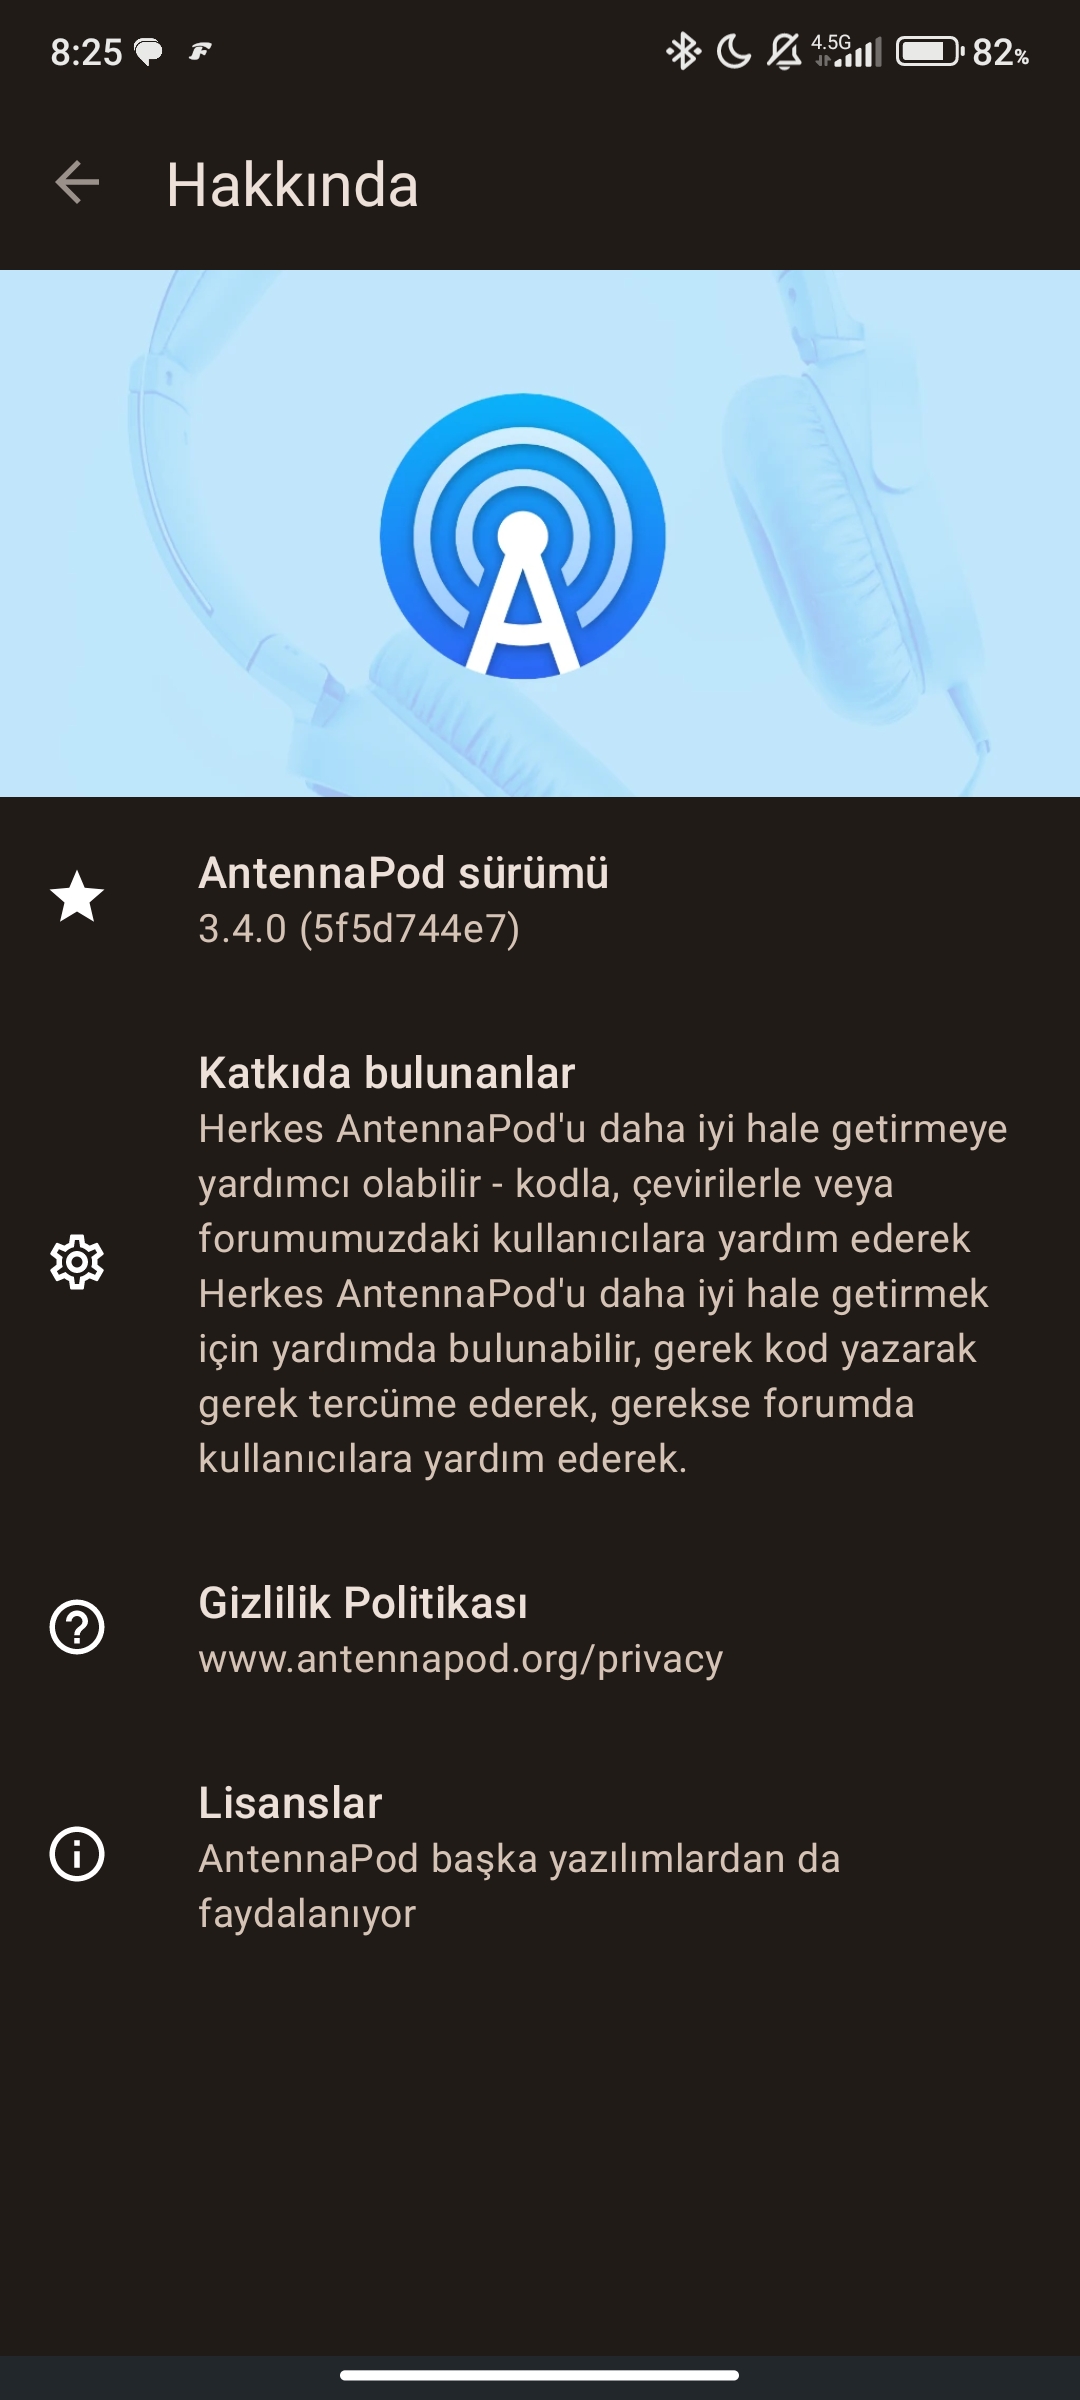 8:25
4.5G
82%
Hakkında
AntennaPod sürümü
3.4.0 (5f5d744e7)
Katkıda bulunanlar
Herkes AntennaPod'u daha iyi hale getirmeye
yardımcı olabilir - kodla, çevirilerle veya
forumumuzdaki kullanıcılara yardım ederek
Herkes AntennaPod'u daha iyi hale getirmek
için yardımda bulunabilir, gerek kod yazarak
gerek tercüme ederek, gerekse forumda
kullanıcılara yardım ederek.
Gizlilik Politikası
www.antennapod.org/privacy
Lisanslar
AntennaPod başka yazılımlardan da
faydalanıyor